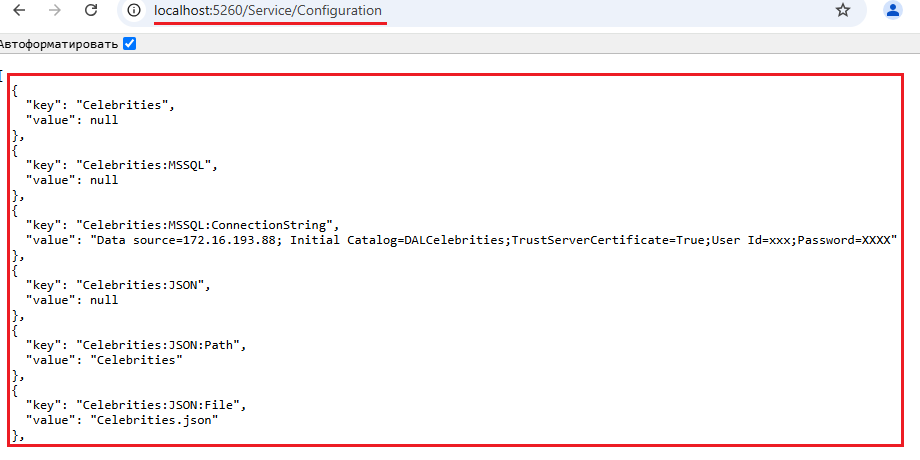 localhost:5260/Service/Configuration
Автоформатировать
[
{
"key": "Celebrities",
"value": null
},
{
"key": "Celebrities:MSSQL",
"value": null
},
{
"key": "Celebrities:MSSQL:ConnectionString",
"value": "Data source=172.16.193.88; Initial Catalog=DALCelebrities;TrustServerCertificate=True;User Id=xxx;Password=XXXX"
},
{
"key": "Celebrities:JSON",
"value": null
},
{
"key": "Celebrities:JSON:Path",
"value": "Celebrities"
},
{
"key": "Celebrities:JSON:File",
"value": "Celebrities.json"
},